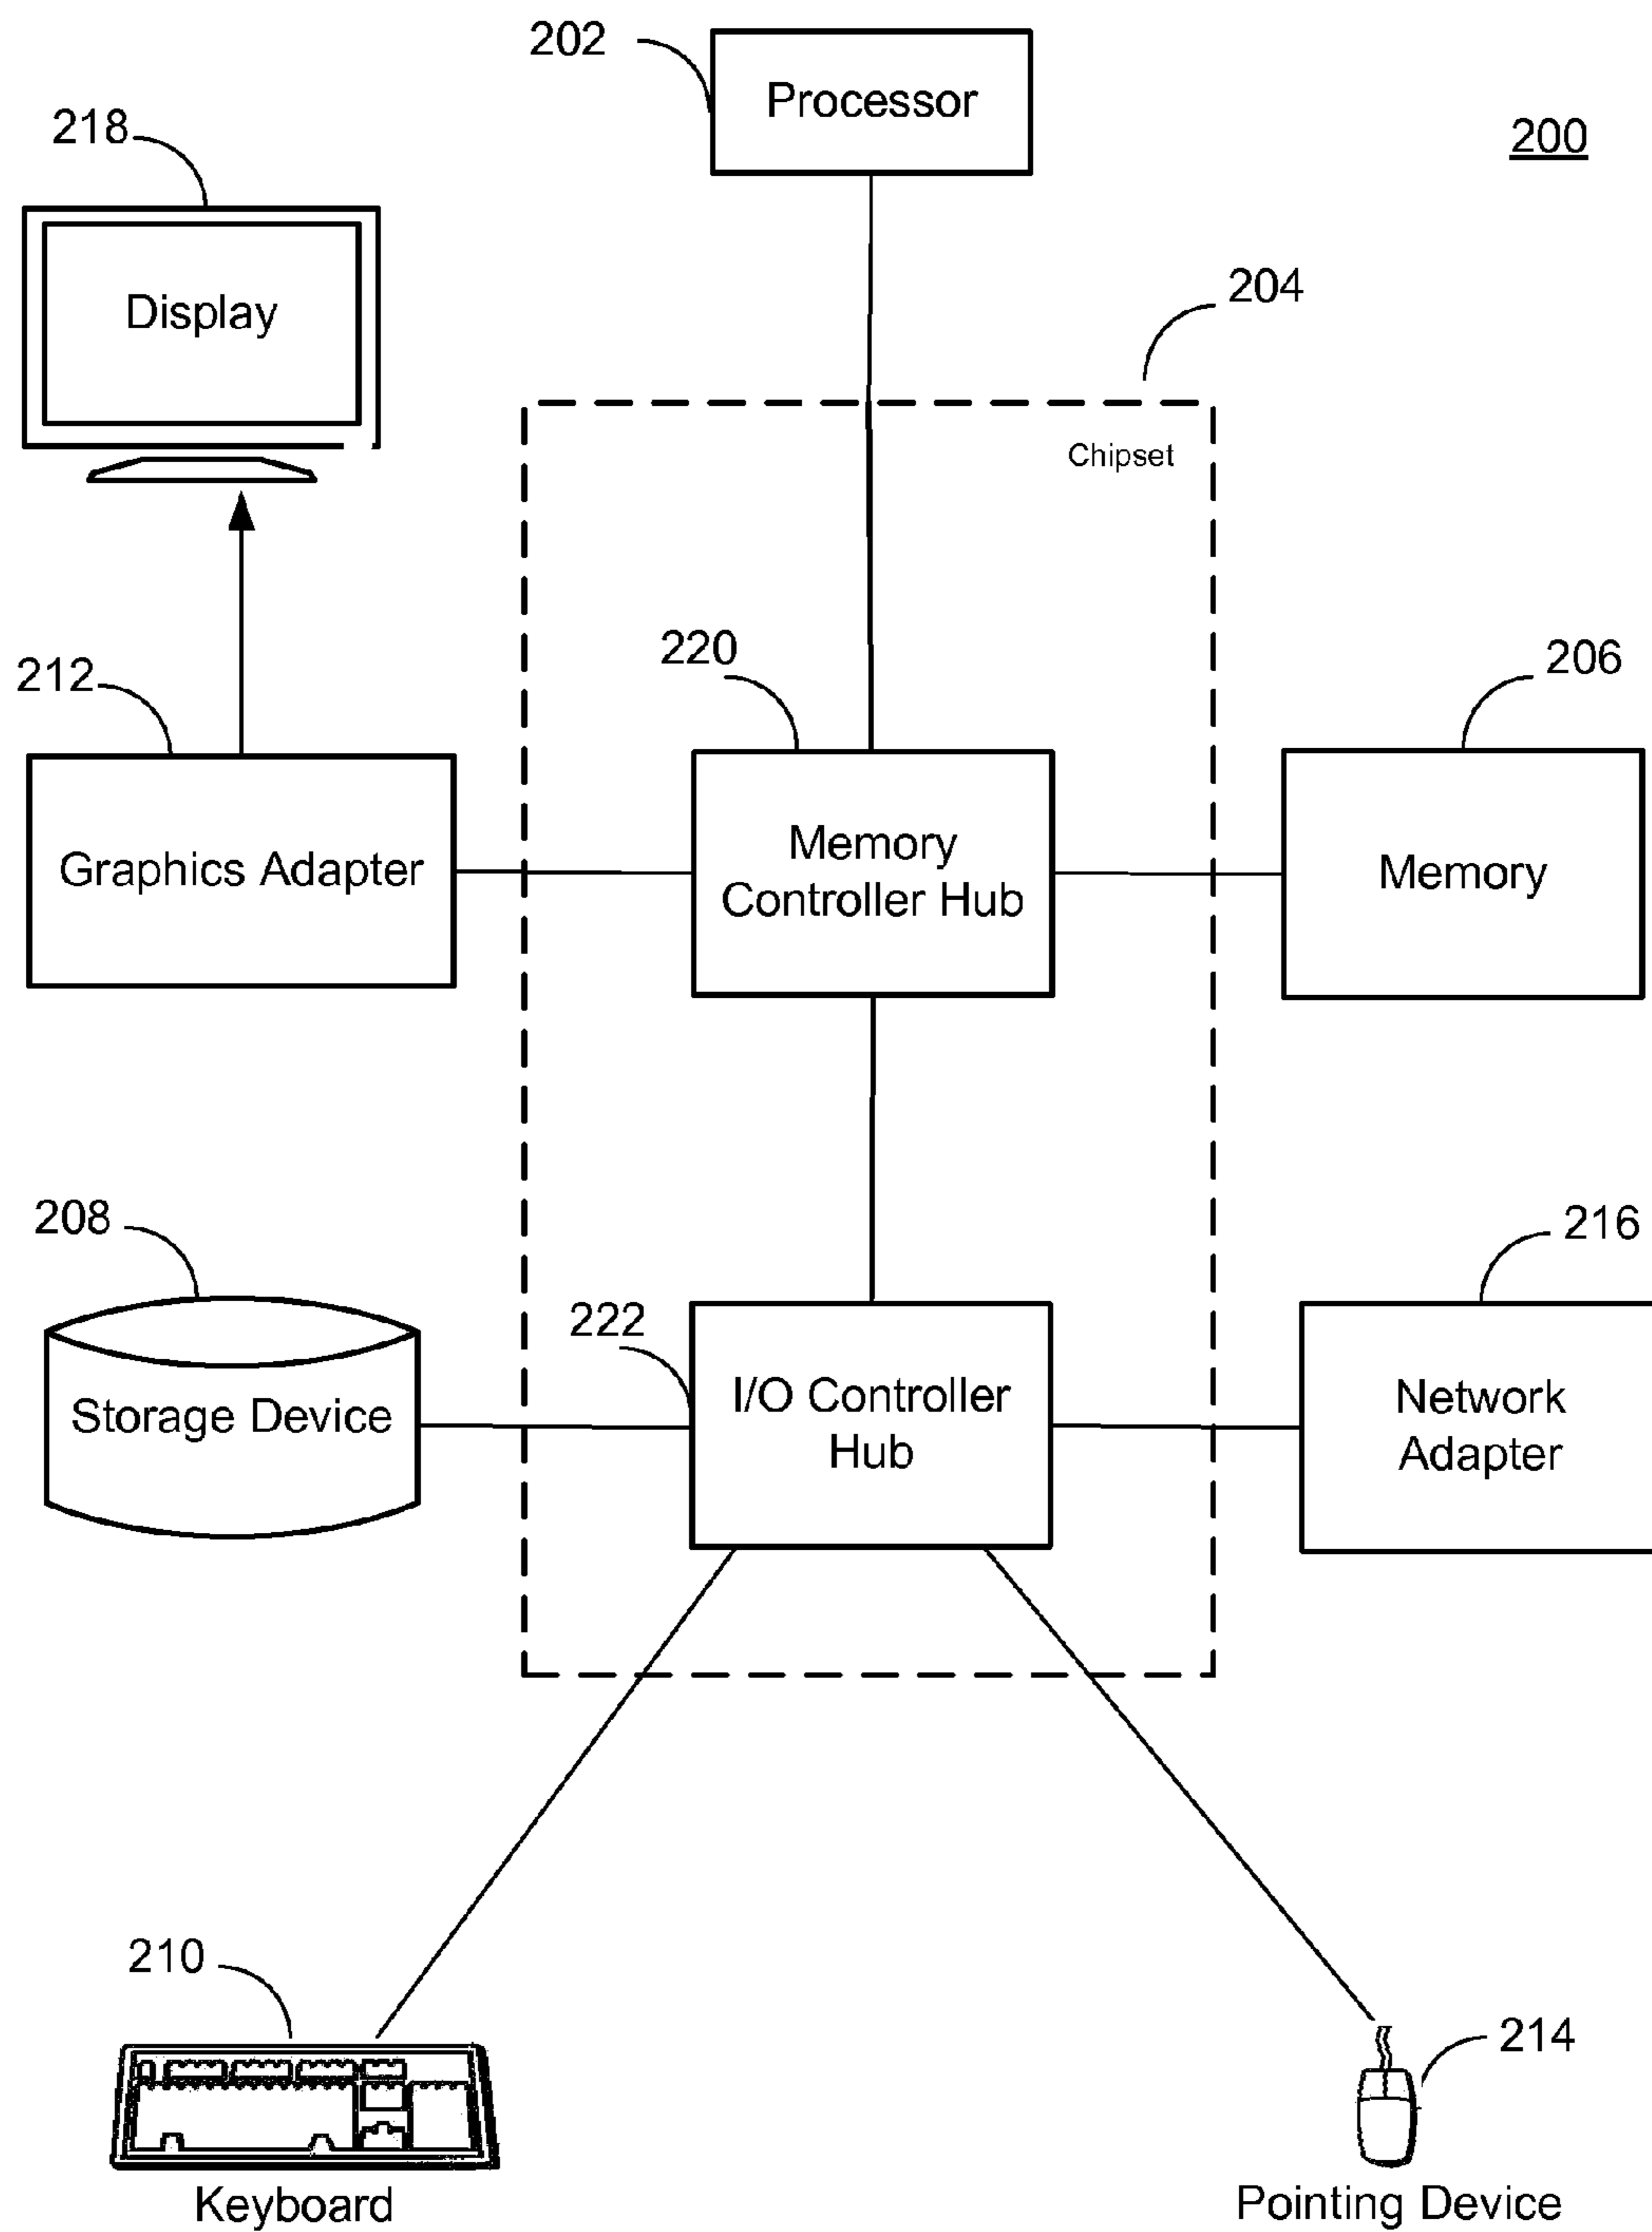 202
Processor
200
218
Display
204
Chipset
220
206
212
Graphics Adapter
Memory
Controller Hub
Memory
208
216
222
Storage Device
I/O Controller
Hub
Network
Adapter
210
214
Keyboard
Pointing Device